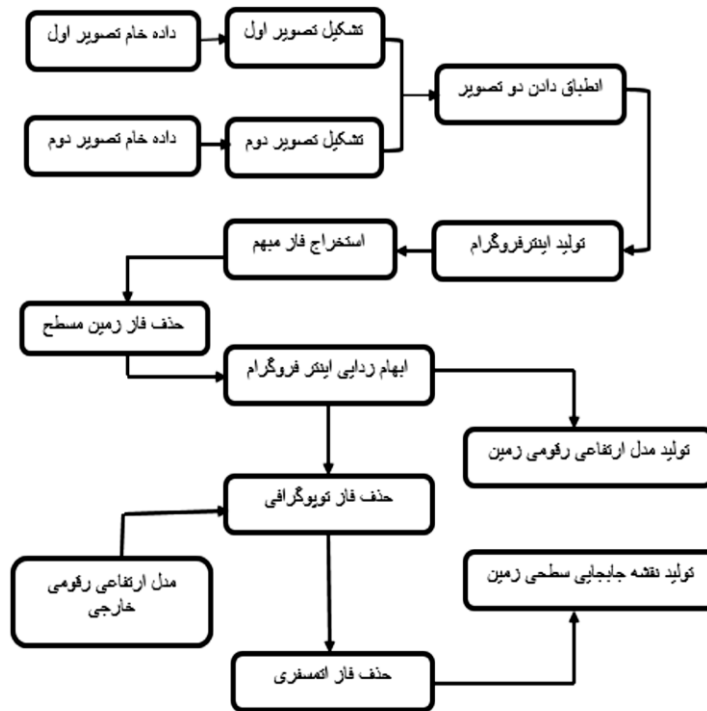 داده خام تصویر اول
تشکیل تصویر اول
انطباق دادن دو تصویر
داده خام تصویر دوم
تشکیل تصویر دوم
تولید اینترفروگرام
استخراج فاز مبهم
حذف فاز زمین مسطح
ابهام زدایی اینتر فروگرام
تولید مدل ارتفاعی رقومی زمین
حذف فاز توپوگرافی
مدل ارتفاعی رقومی
خارجی
حذف فاز اتمسفری
تولید نقشه جابجایی سطحی زمین